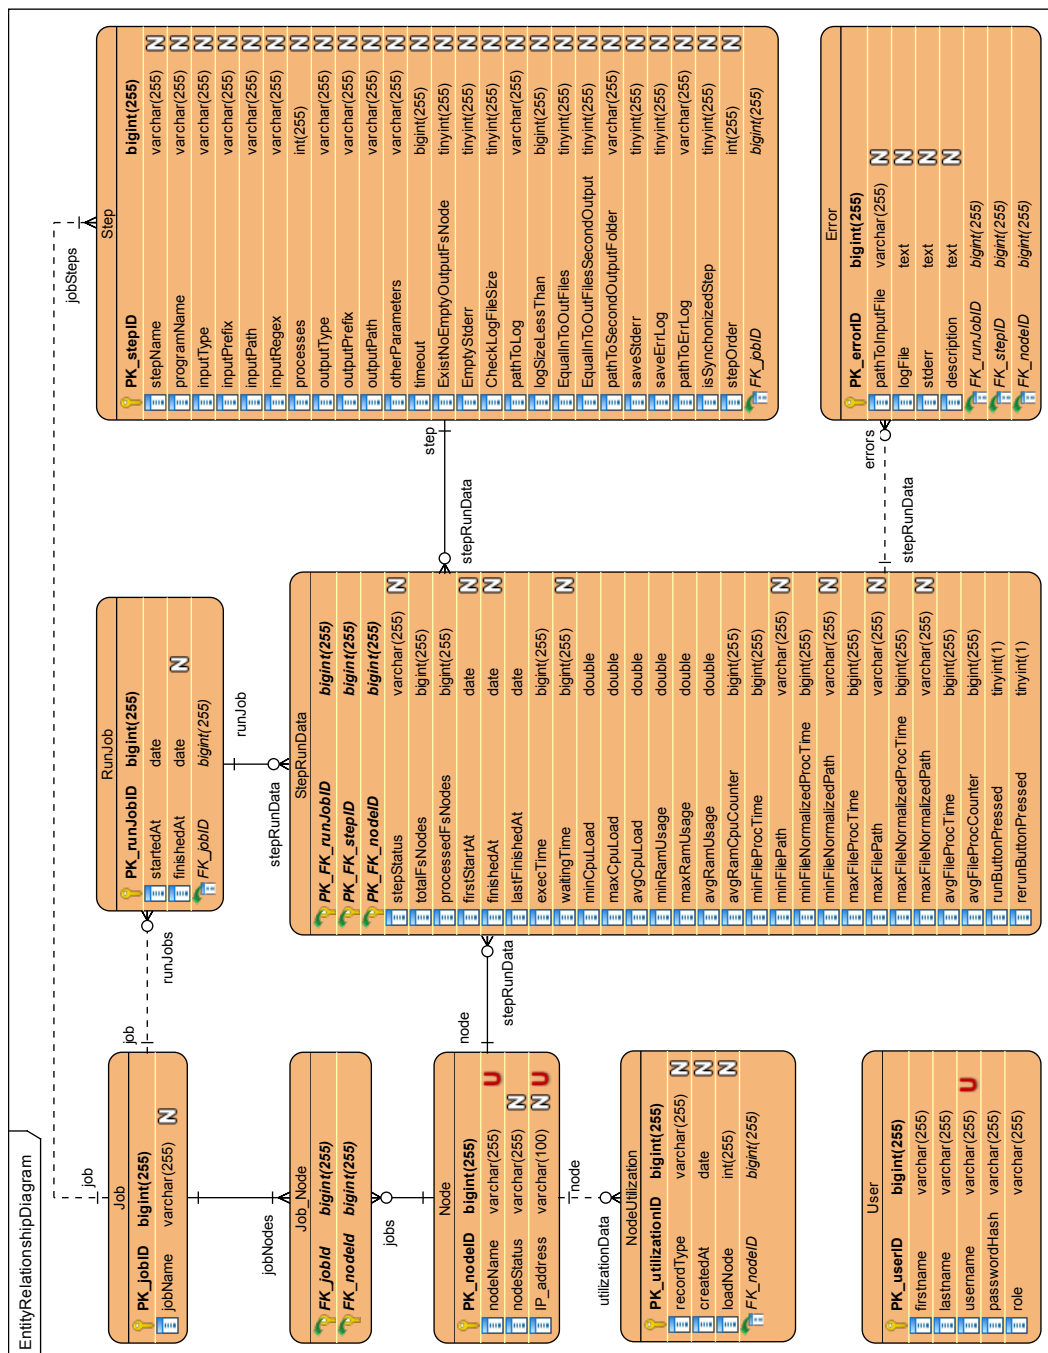 EntityRelationshipDiagram
Job
PK_jobID bigint(255)
jobName varchar(255) N
job
job
jobNodes
Job_Node
FK_jobId bigint(255)
FK_nodeId bigint(255)
jobs
Node
PK_nodeID bigint(255)
nodeName varchar(255) U
nodeStatus varchar(255) N
IP_address varchar(100) N U
node
node
utilizationData
NodeUtilization
PK_utilizationID bigint(255)
recordType varchar(255) N
createdAt date N
loadNode int(255) N
FK_nodeID bigint(255)
User
PK_userID bigint(255)
firstname varchar(255)
lastname varchar(255)
username varchar(255) U
passwordHash varchar(255)
role varchar(255)
runJobs
RunJob
PK_runJobID bigint(255)
startedAt date
finishedAt date N
FK_jobID bigint(255)
runJob
stepRunData
stepRunData
StepRunData
PK_FK_runJobID bigint(255)
PK_FK_stepID bigint(255)
PK_FK_nodeID bigint(255)
stepStatus varchar(255) N
totalFsNodes bigint(255)
processedFsNodes bigint(255)
firstStartAt date N
finishedAt date N
lastFinishedAt date
execTime bigint(255)
waitingTime bigint(255) N
minCpuLoad double
maxCpuLoad double
avgCpuLoad double
minRamUsage double
maxRamUsage double
avgRamUsage double
avgRamCpuCounter bigint(255)
minFileProcTime bigint(255)
minFilePath varchar(255) N
minFileNormalizedProcTime bigint(255)
minFileNormalizedPath varchar(255) N
maxFileProcTime bigint(255)
maxFilePath varchar(255) N
maxFileNormalizedProcTime bigint(255)
maxFileNormalizedPath varchar(255) N
avgFileProcTime bigint(255)
avgFileProcCounter bigint(255)
runButtonPressed tinyint(1)
rerunButtonPressed tinyint(1)
stepRunData
step
stepRunData
errors
jobSteps
Step
PK_stepID bigint(255)
stepName varchar(255) N
programName varchar(255) N
inputType varchar(255) N
inputPrefix varchar(255) N
inputPath varchar(255) N
inputRegex varchar(255) N
processes int(255) N
outputType varchar(255) N
outputPrefix varchar(255) N
outputPath varchar(255) N
otherParameters varchar(255) N
timeout bigint(255) N
ExistNoEmptyOutputFsNode tinyint(255) N
EmptyStderr tinyint(255) N
CheckLogFileSize tinyint(255) N
pathToLog varchar(255) N
logSizeLessThan bigint(255) N
EqualInToOutFiles tinyint(255) N
EqualInToOutFilesSecondOutput tinyint(255) N
pathToSecondOutputFolder varchar(255) N
saveStderr tinyint(255) N
saveErrLog tinyint(255) N
pathToErrLog varchar(255) N
isSynchonizedStep tinyint(255) N
stepOrder int(255) N
FK_jobID bigint(255)
Error
PK_errorID bigint(255)
pathToInputFile varchar(255) N
logFile text N
stderr text N
description text N
FK_runJobID bigint(255)
FK_stepID bigint(255)
FK_nodeID bigint(255)